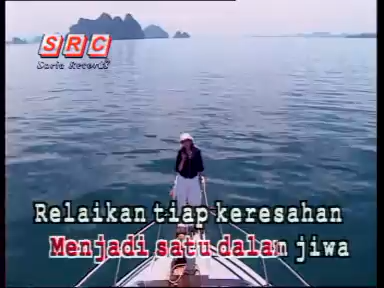 SRC
Suria Records
Relaikan tiap keresahan
Menjadi satu dalam jiwa